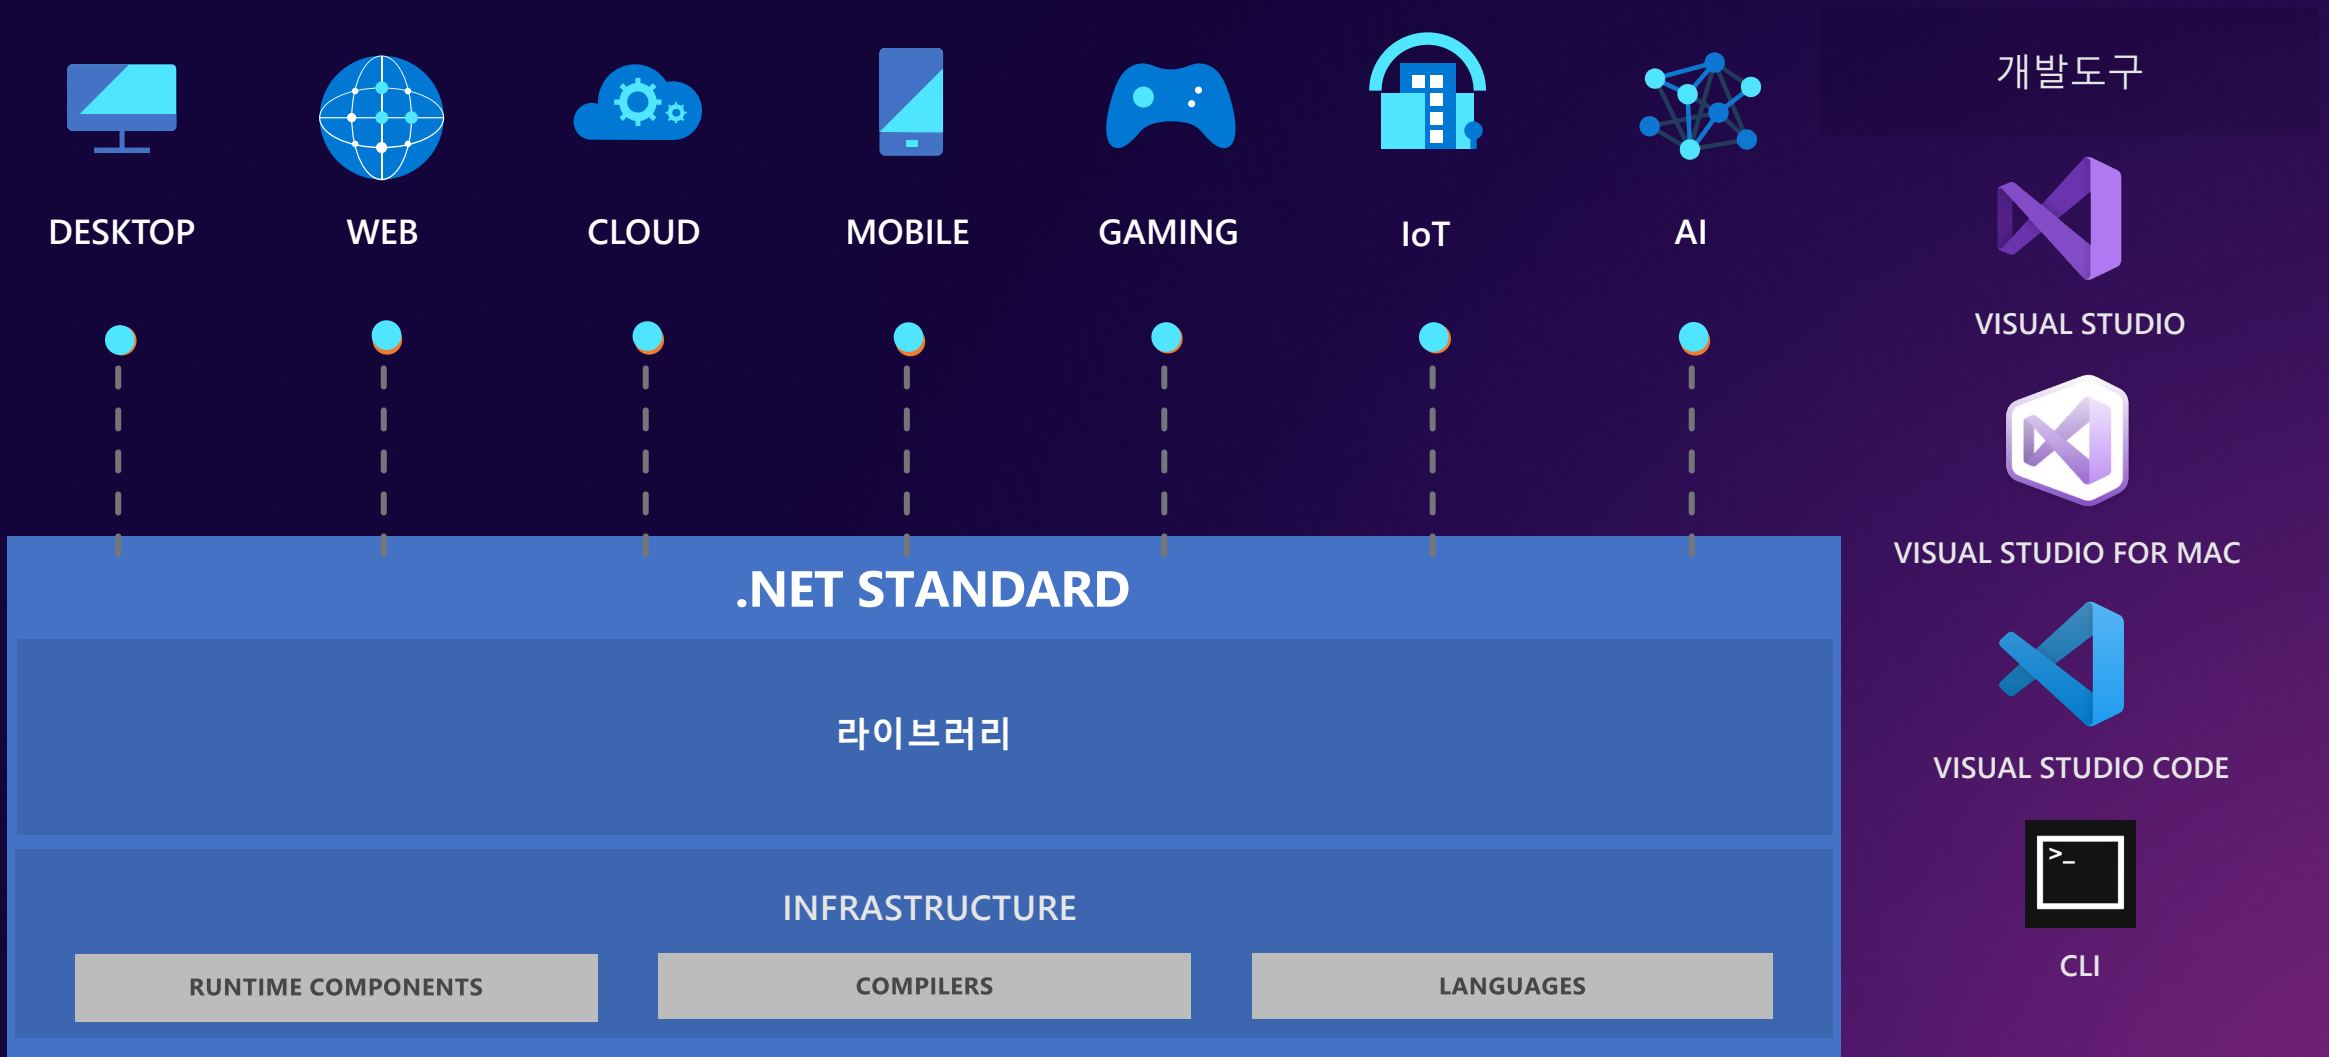 DESKTOP
WEB
CLOUD
MOBILE
GAMING
IoT
AI
.NET STANDARD
라이브러리
INFRASTRUCTURE
RUNTIME COMPONENTS
COMPILERS
LANGUAGES
개발도구
VISUAL STUDIO
VISUAL STUDIO FOR MAC
VISUAL STUDIO CODE
>_
CLI